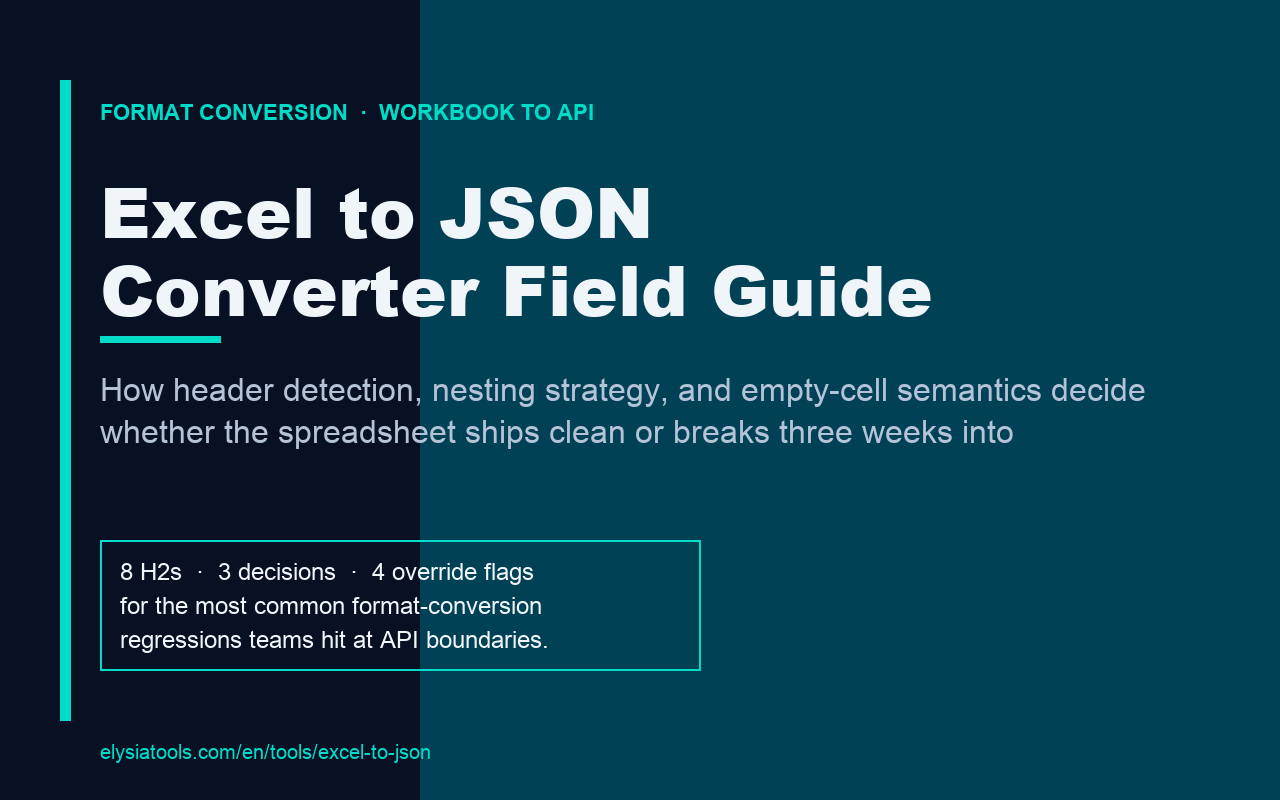 FORMAT CONVERSION · WORKBOOK TO API
Excel to JSON
Converter Field Guide
How header detection, nesting strategy, and empty-cell semantics decide
whether the spreadsheet ships clean or breaks three weeks into
8 H2s · 3 decisions · 4 override flags
for the most common format-conversion
regressions teams hit at API boundaries.
elysiatools.com/en/tools/excel-to-json